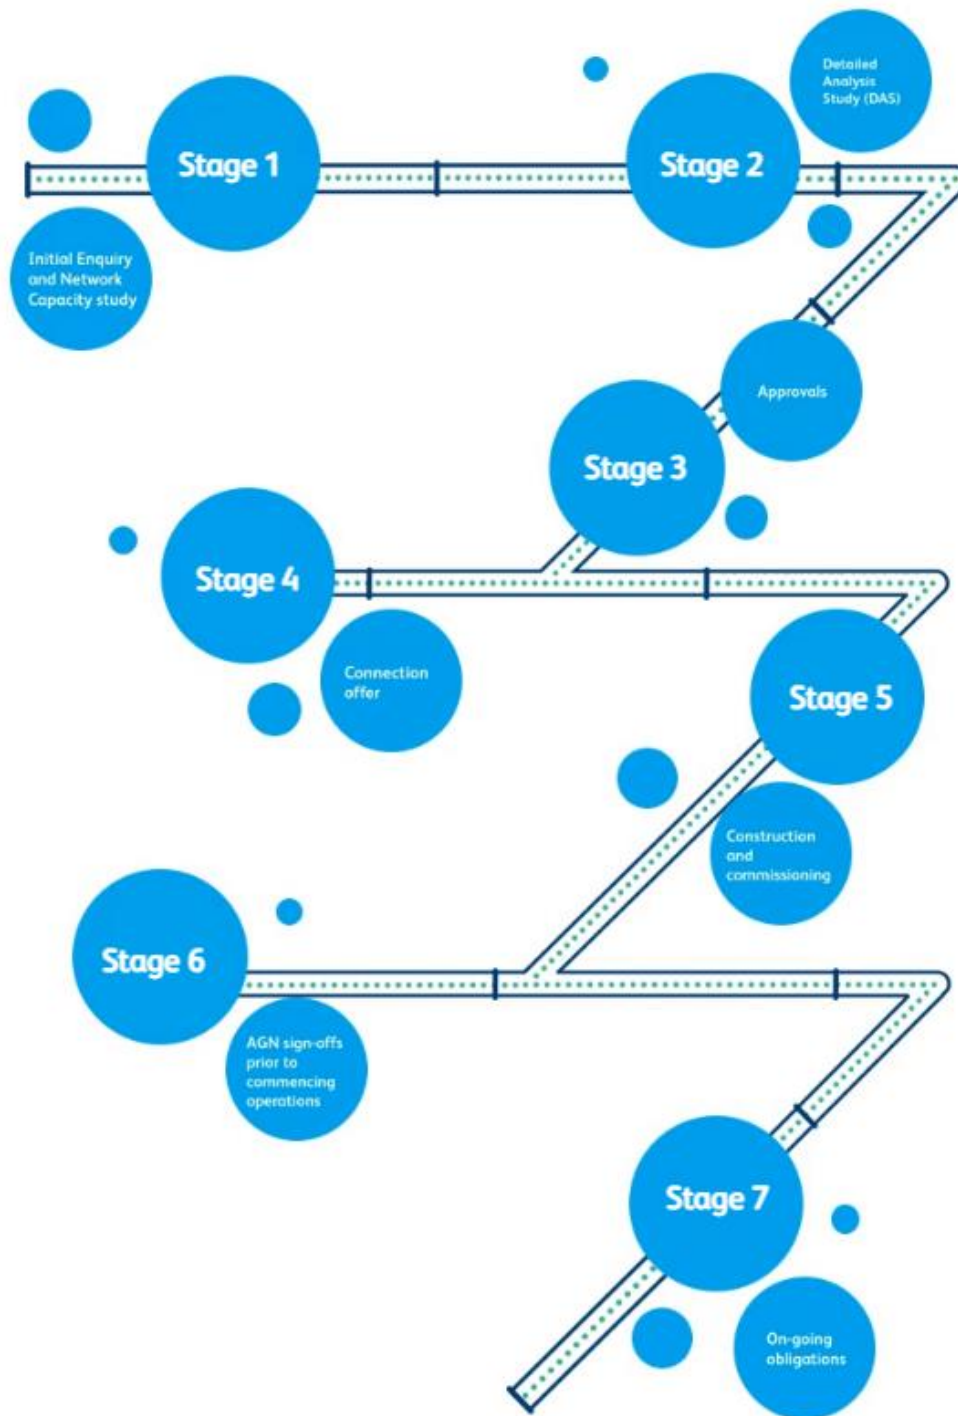 Detailed
Analysis
Study (DAS)
Stage 1
Stage 2
Initial Enquiry
and Network
Capacity study
Approvals
Stage 3
Stage 4
Connection
offer
Stage 5
Construction
and
commissioning
Stage 6
AGN sign-offs
prior to
commencing
operations
Stage 7
On-going
obligations